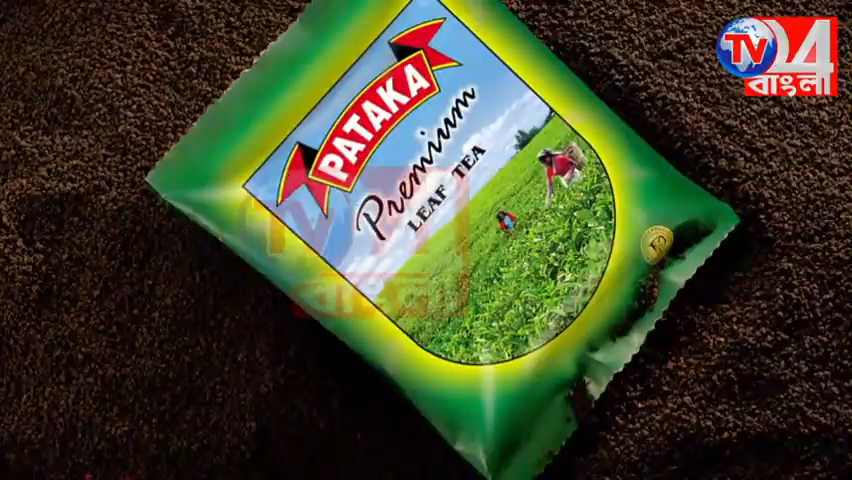 PATAKA
Premium
LEAF TEA
TV 24
বাংলা